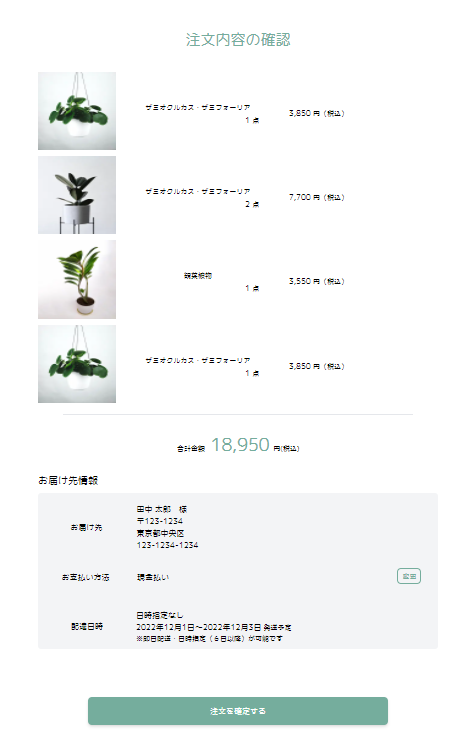 注文内容の確認
ザミオクルカス・ザミフォーリア
1 点
3,850 円（税込）
ザミオクルカス・ザミフォーリア
2 点
7,700 円（税込）
観葉植物
1 点
3,550 円（税込）
ザミオクルカス・ザミフォーリア
1 点
3,850 円（税込）
合計金額 18,950 円(税込)
お届け先情報
お届け先
田中 太郎　様
〒123-1234
東京都中央区
123-1234-1234
お支払い方法
現金払い
変更
配達日時
日時指定なし
2022年12月1日〜2022年12月3日 発送予定
※即日配達・日時指定（６日以降）が可能です
注文を確定する